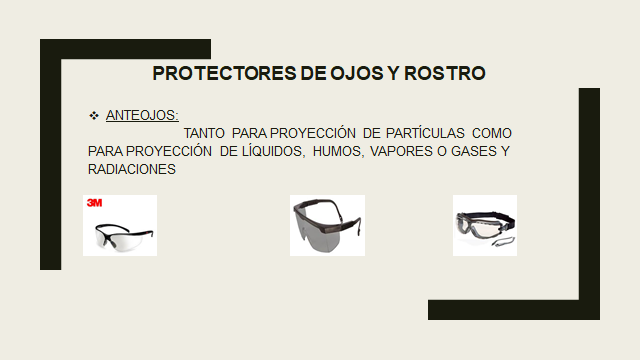 PROTECTORES DE OJOS Y ROSTRO
❖ ANTEOJOS:
TANTO PARA PROYECCIÓN DE PARTÍCULAS COMO
PARA PROYECCIÓN DE LÍQUIDOS, HUMOS, VAPORES O GASES Y
RADIACIONES
3M